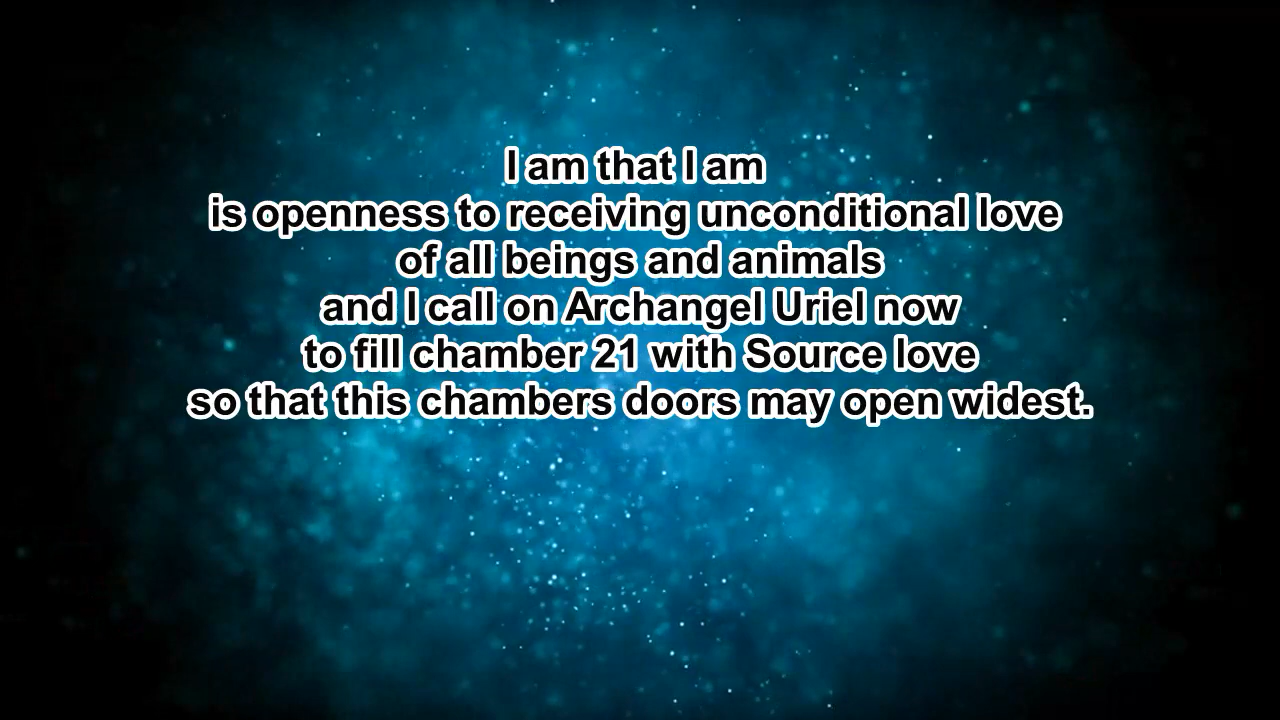 I am that I am
is openness to receiving unconditional love
of all beings and animals
and I call on Archangel Uriel now
to fill chamber 21 with Source love
so that this chambers doors may open widest.